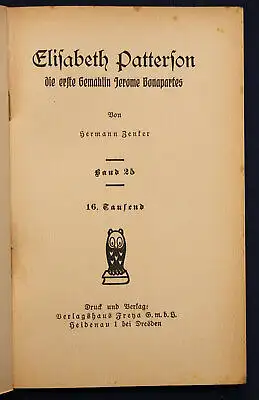 Elisabeth Patterson
die erste Gemahlin Jerome Bonapartes
Von
Hermann Zenker
Band 25
16. Tausend
Druck und Verlag:
Verlagshaus Freya G.m.b.H.
Heidenau 1 bei Dresden